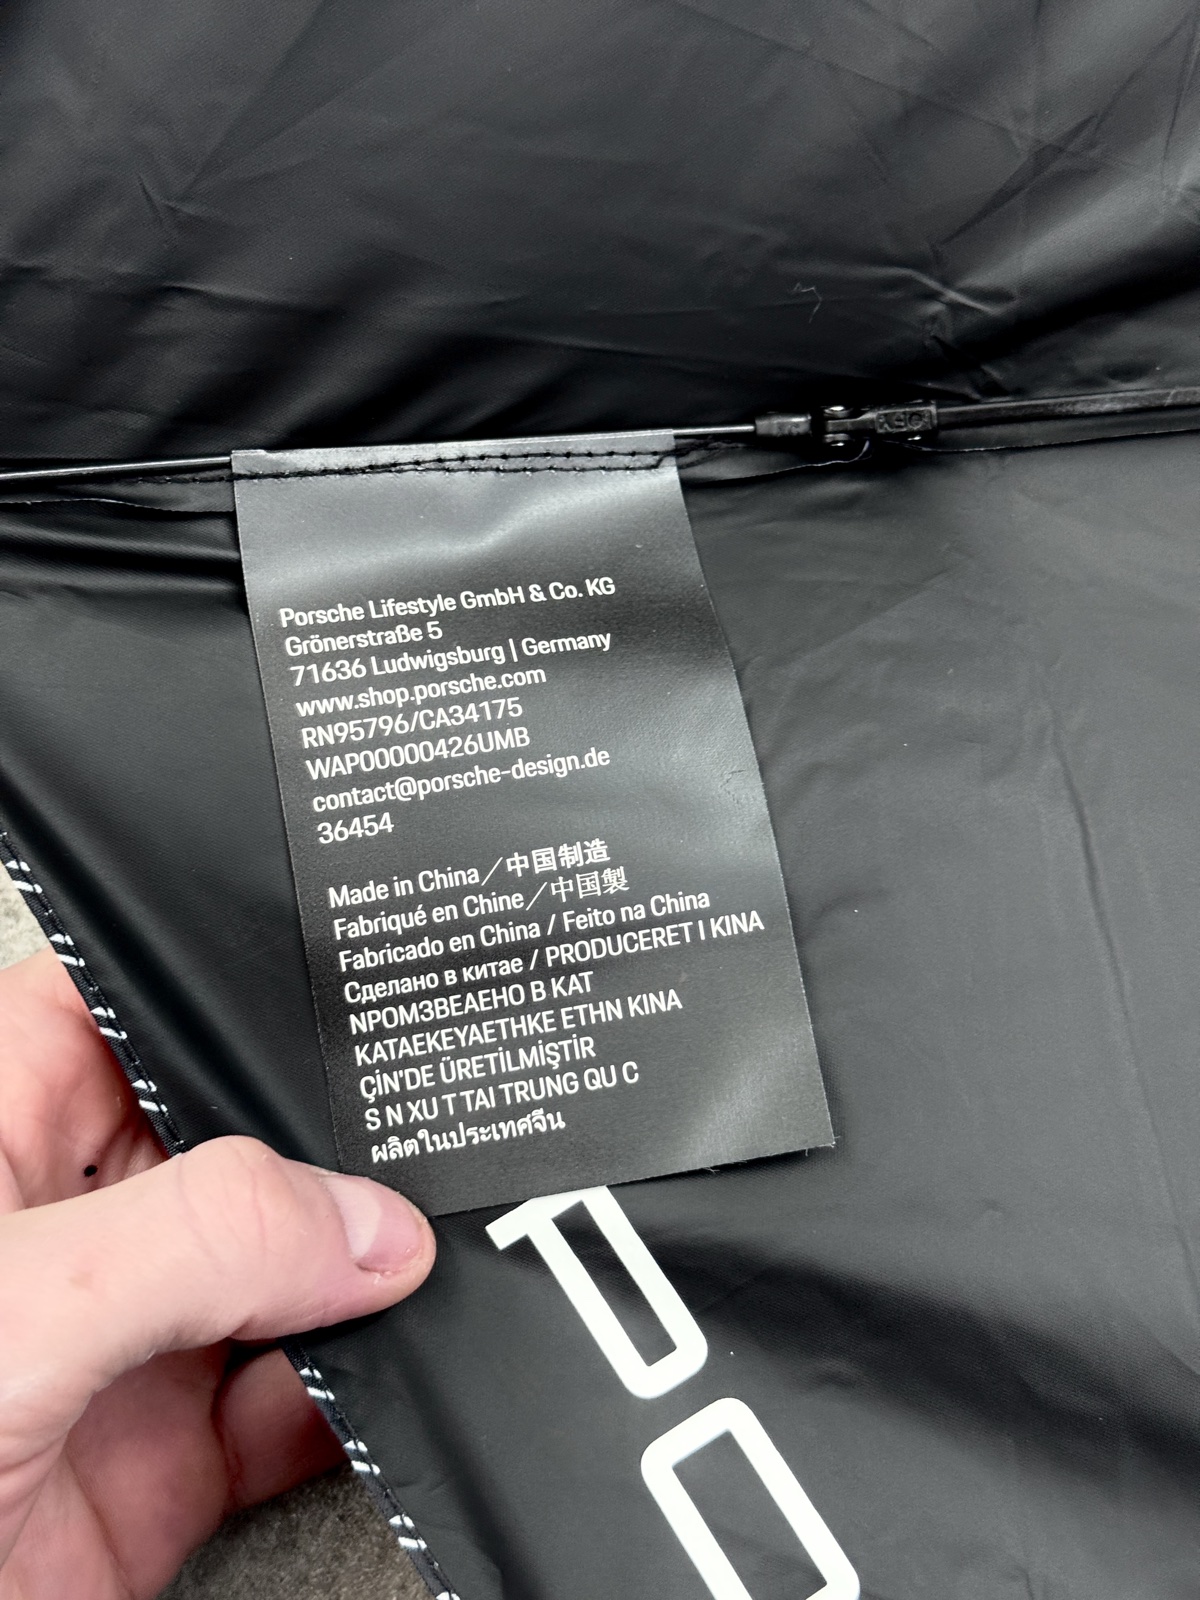 Porsche Lifestyle GmbH & Co. KG
Grönerstraße 5
71636 Ludwigsburg | Germany
www.shop.porsche.com
RN95796/CA34175
WAP00000426UMB
contact@porsche-design.de
36454
Made in China／中国制造
Fabriqué en Chine／中国製
Fabricado en China / Feito na China
Сделано в китае / PRODUCERET I KINA
NPOM3BEAEHO B KAT
KATAEKEYAETHKE ETHN KINA
ÇİN'DE ÜRETİLMİŞTİR
S N XU T TAI TRUNG QU C
ผลิตในประเทศจีน
PO